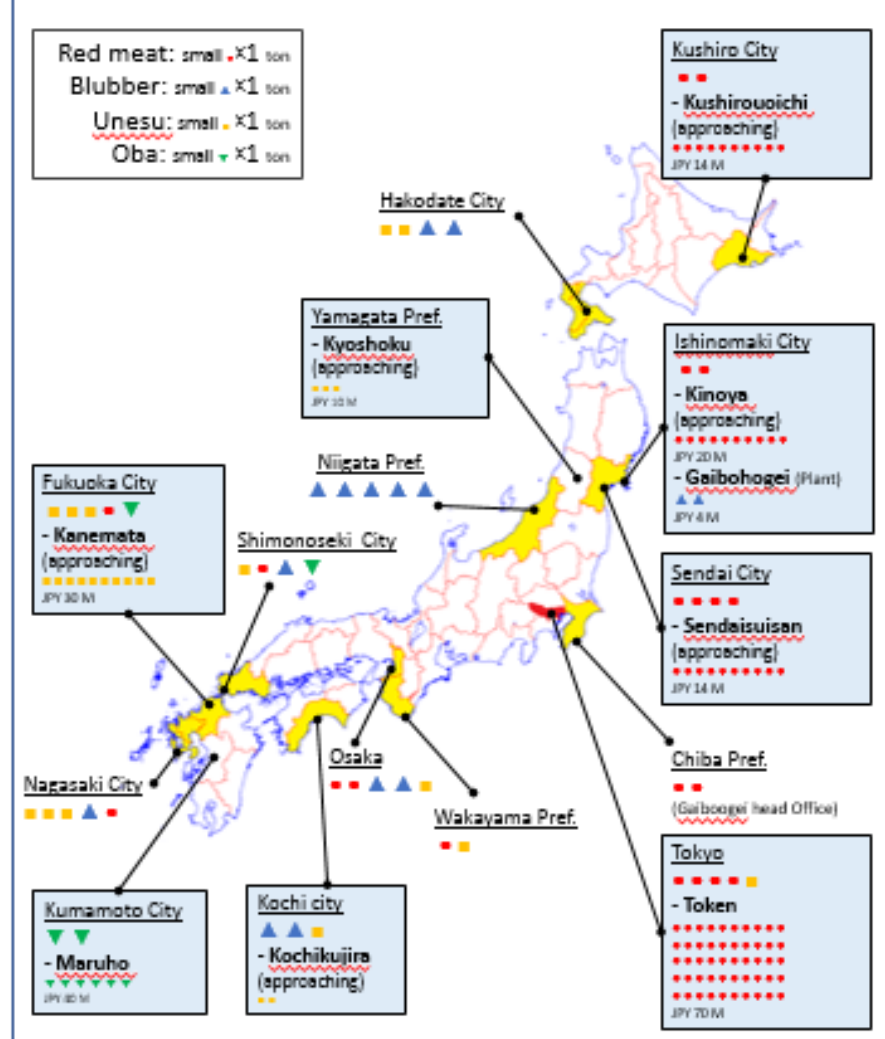 Red meat: small ×1 ton
Blubber: small ×1 ton
Unesu: small ×1 ton
Oba: small ×1 ton
Kushiro City
- Kushirouoichi
(approaching)
JPY 14 M
Hakodate City
Yamagata Pref.
- Kyoshoku
(approaching)
JPY 10 M
Ishinomaki City
- Kinoya
(approaching)
JPY 20 M
- Gaibohogei (Plant)
JPY 4 M
Niigata Pref.
Fukuoka City
- Kanemata
(approaching)
JPY 30 M
Shimonoseki City
Sendai City
- Sendaisuisan
(approaching)
JPY 14 M
Nagasaki City
Osaka
Wakayama Pref.
Chiba Pref.
(Gaiboogei head Office)
Kumamoto City
- Maruho
JPY 40 M
Kochi city
- Kochikujira
(approaching)
Tokyo
- Token
JPY 70 M